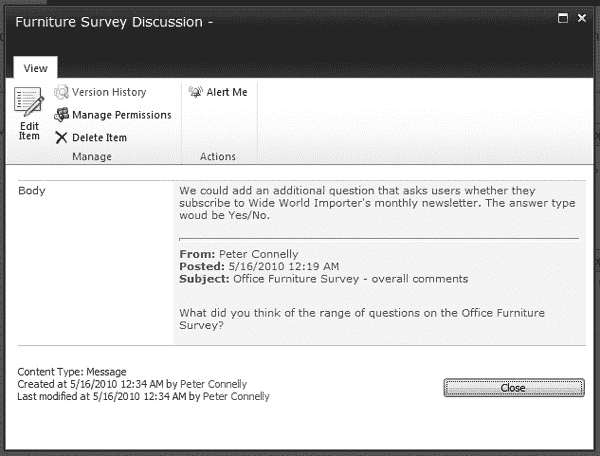 Furniture Survey Discussion -
View
Edit
Item
Version History
Manage Permissions
Delete Item
Manage
Alert Me
Actions
Body
We could add an additional question that asks users whether they
subscribe to Wide World Importer's monthly newsletter. The answer type
woud be Yes/No.
From: Peter Connelly
Posted: 5/16/2010 12:19 AM
Subject: Office Furniture Survey - overall comments
What did you think of the range of questions on the Office Furniture
Survey?
Content Type: Message
Created at 5/16/2010 12:34 AM by Peter Connelly
Last modified at 5/16/2010 12:34 AM by Peter Connelly
Close